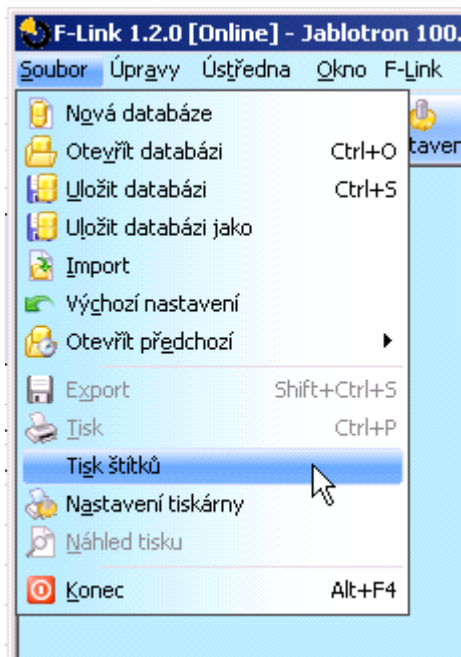 F-Link 1.2.0 [Online] - Jablotron 100.
Soubor Úpravy Ústředna Okno F-Link
Nová databáze
Otevřít databázi Ctrl+O
Uložit databázi Ctrl+S
Uložit databázi jako
Import
Výchozí nastavení
Otevřít předchozí
Export Shift+Ctrl+S
Tisk Ctrl+P
Tisk štítků
Nastavení tiskárny
Náhled tisku
Konec Alt+F4